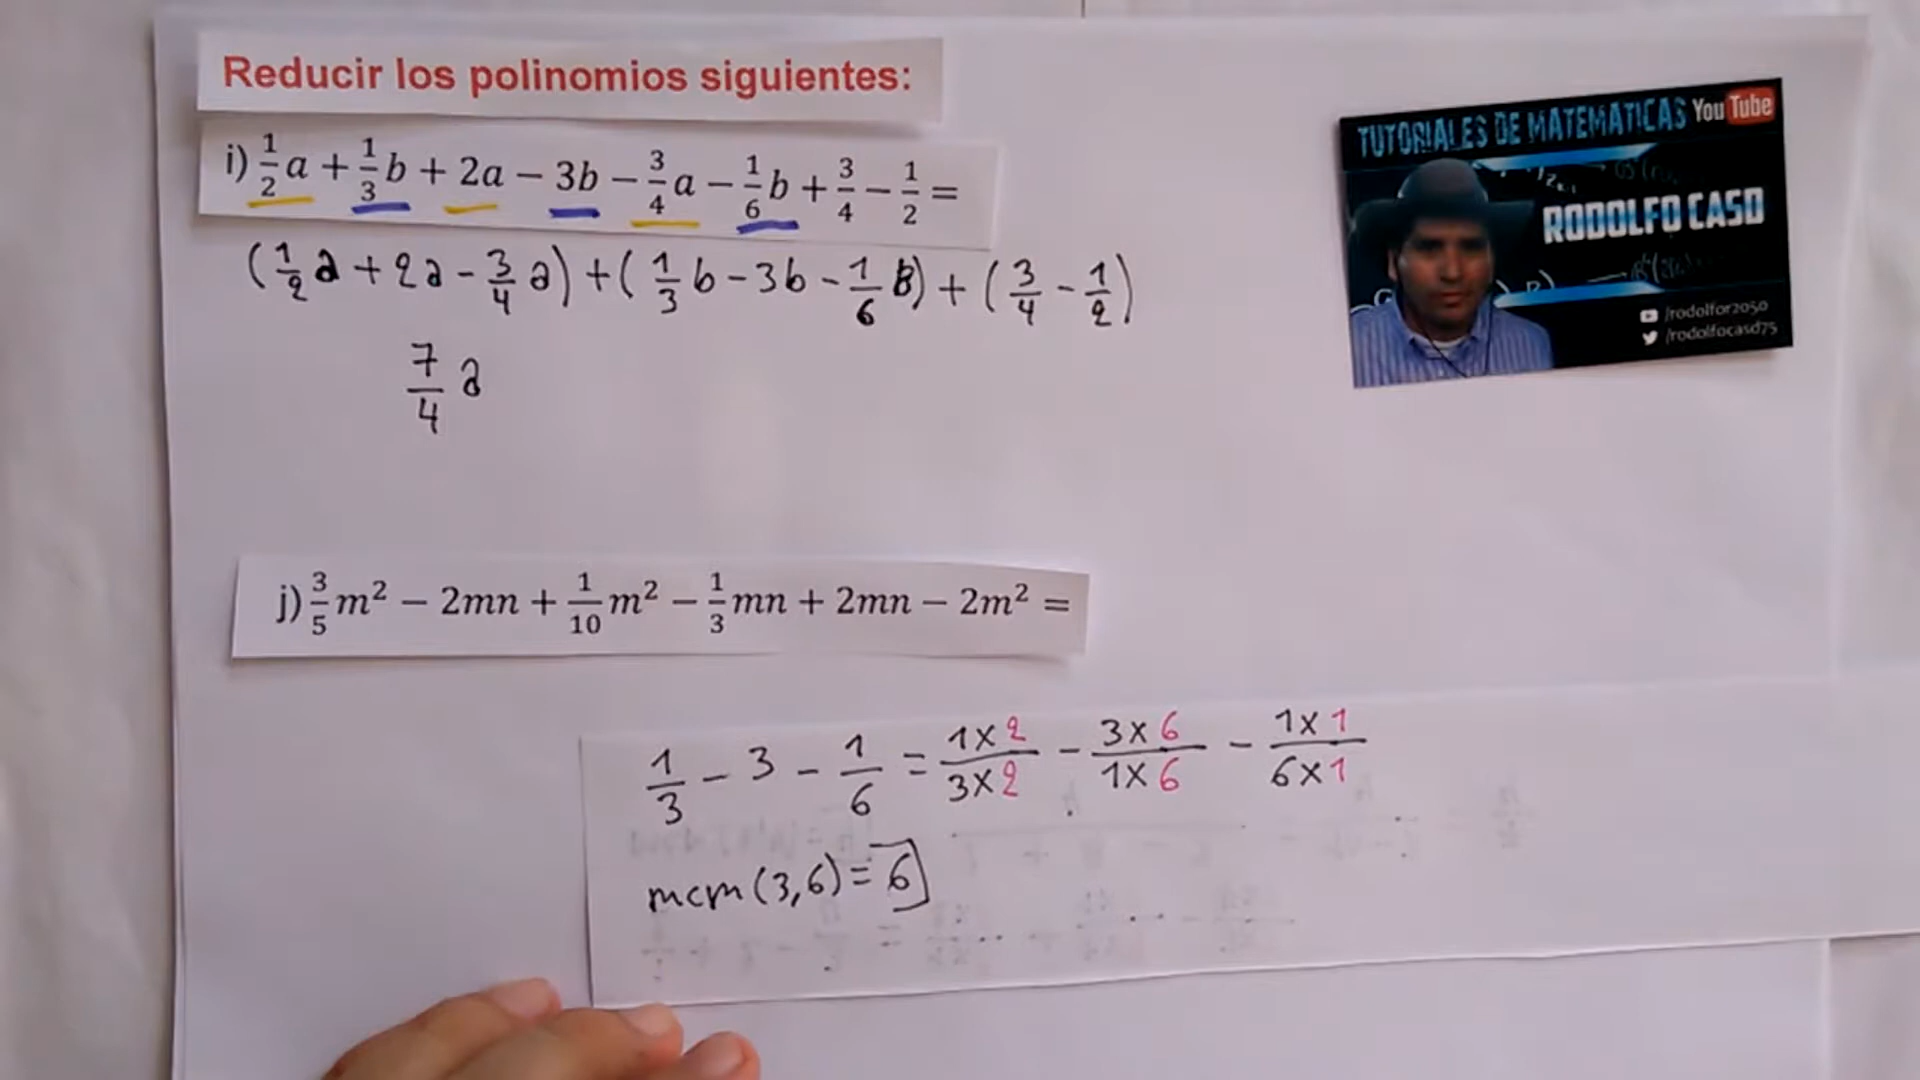 Reducir los polinomios siguientes:
i) 1/2 a + 1/3 b + 2a − 3b − 3/4 a − 1/6 b + 3/4 − 1/2 =
(1/2 a + 2a − 3/4 a) + (1/3 b − 3b − 1/6 b) + (3/4 − 1/2)
7/4 a
TUTORIALES DE MATEMATICAS YouTube
RODOLFO CASO
/rodolfor2050
/rodolfocasd75
j) 3/5 m² − 2mn + 1/10 m² − 1/3 mn + 2mn − 2m² =
1/3 − 3 − 1/6 = 1×2/3×2 − 3×6/1×6 − 1×1/6×1
mcm(3,6) = 6